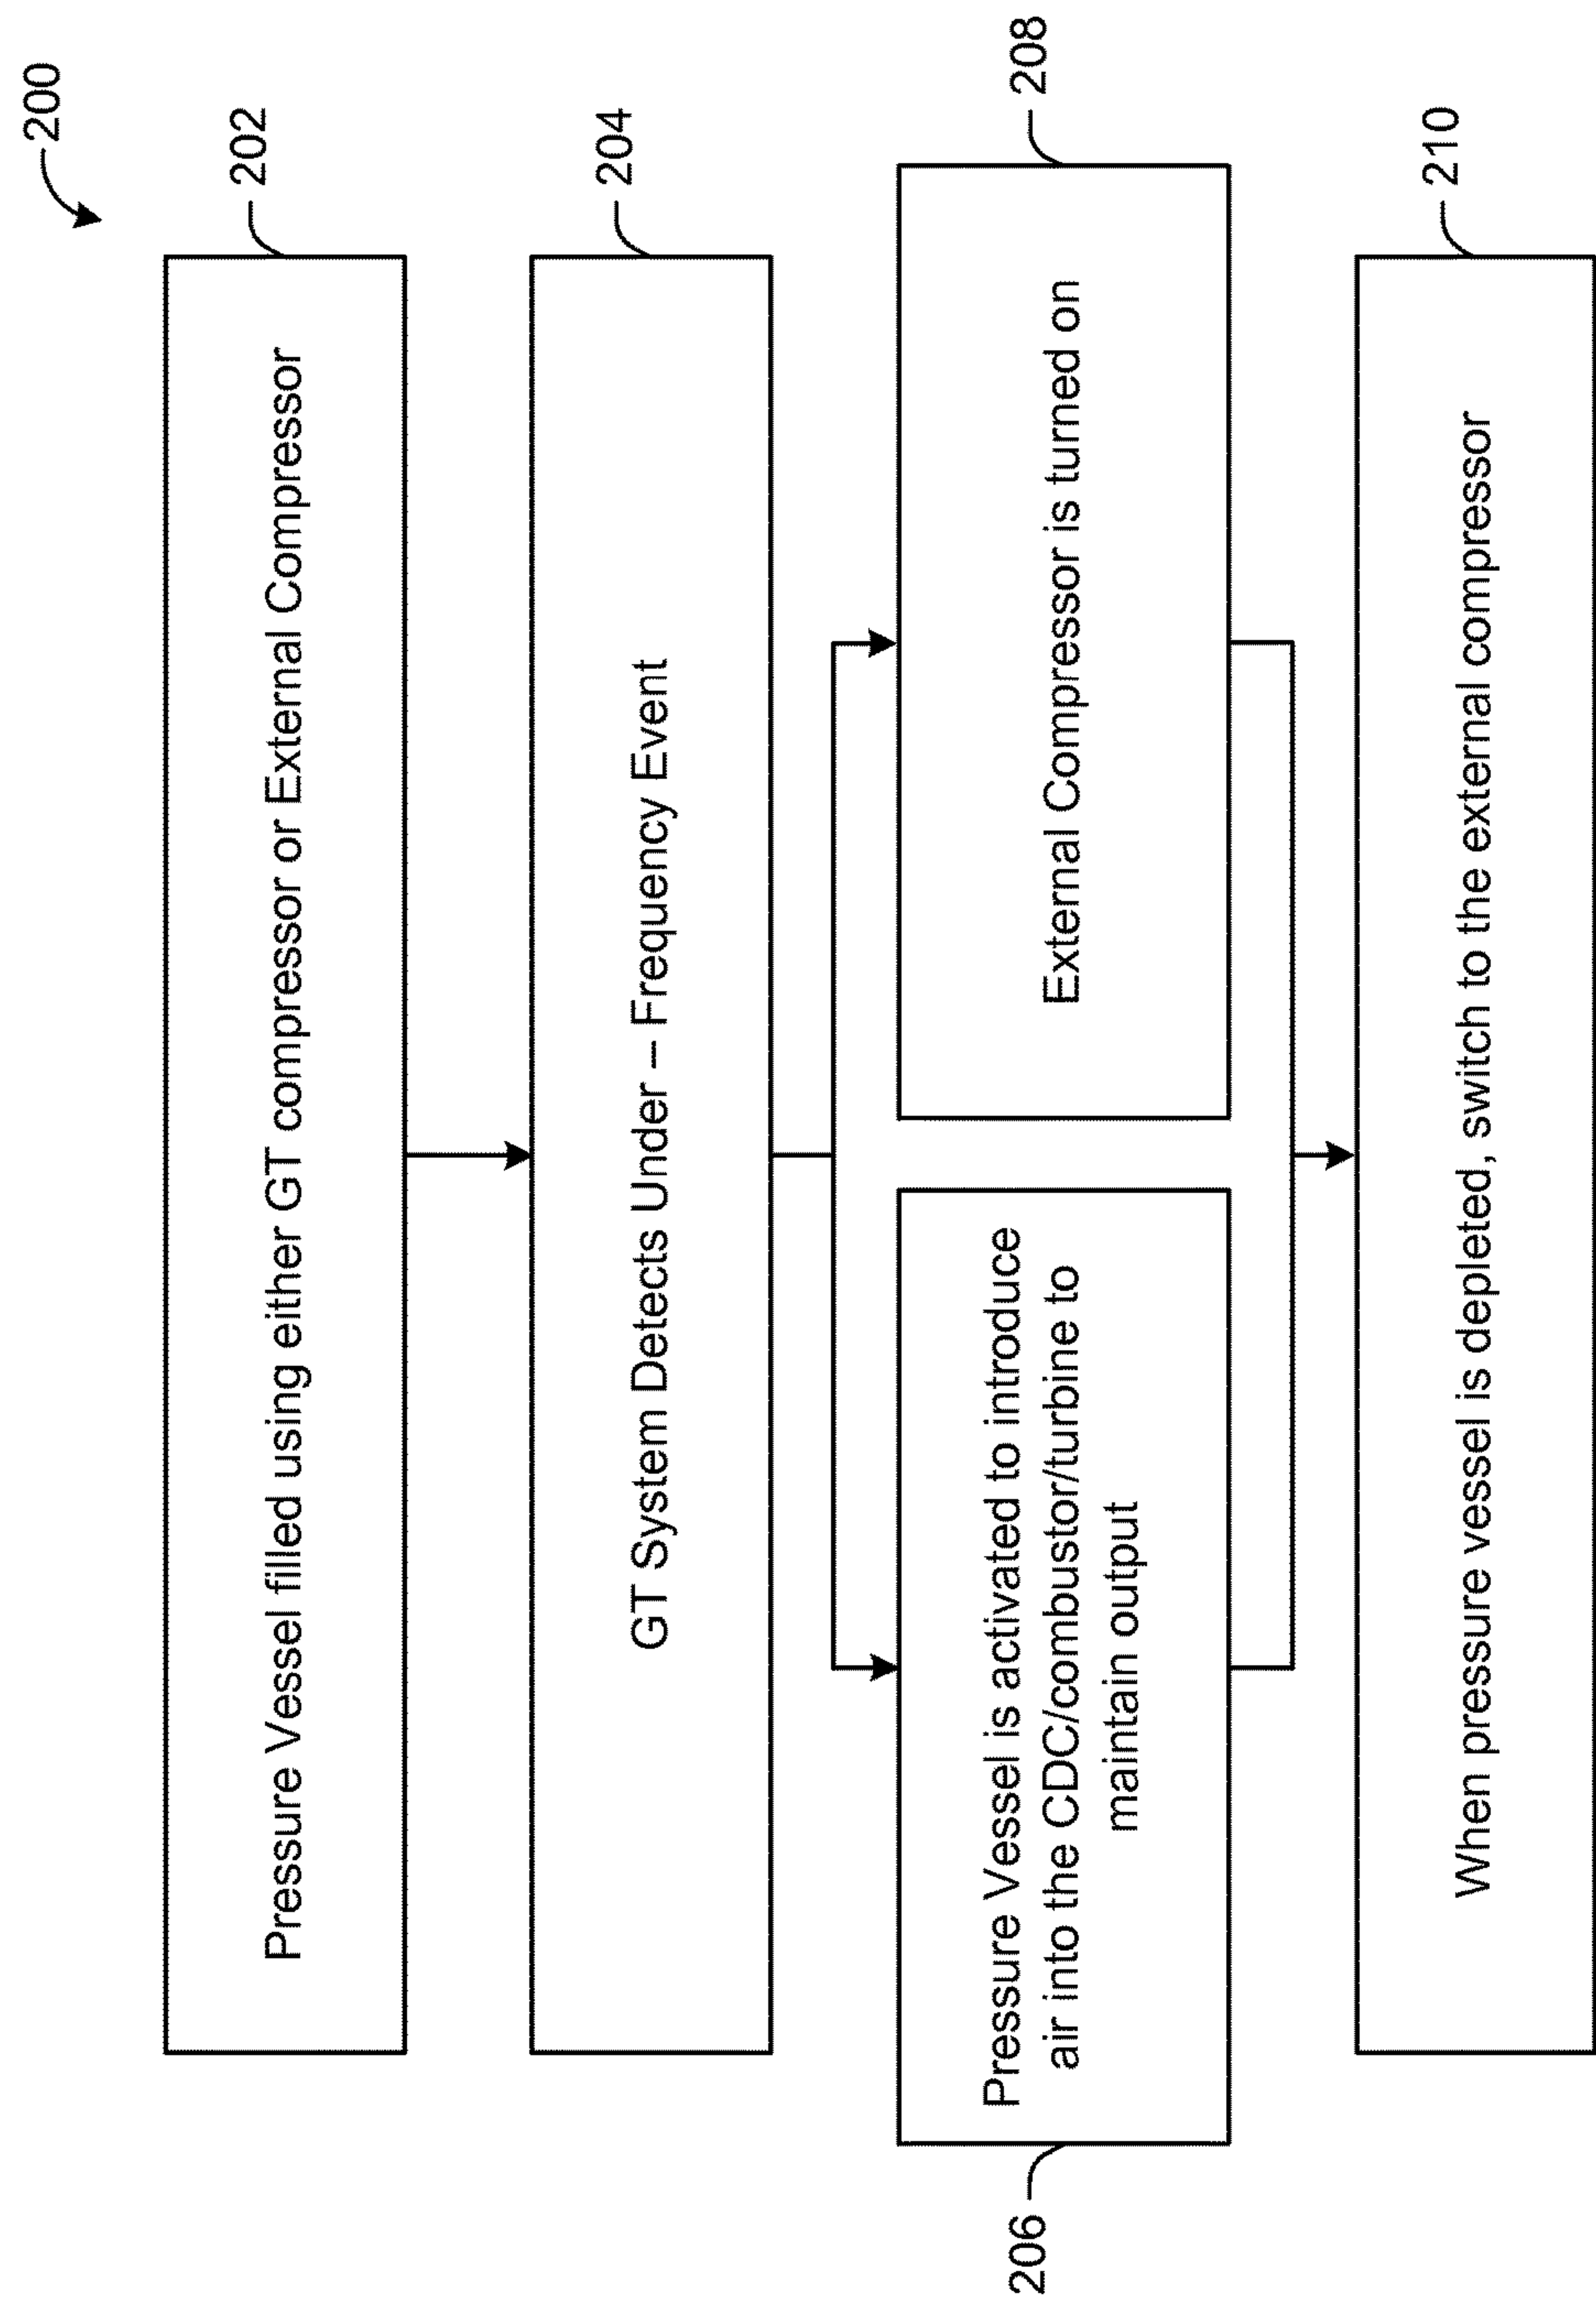 200
Pressure Vessel filled using either GT compressor or External Compressor
202
GT System Detects Under – Frequency Event
204
206
Pressure Vessel is activated to introduce
air into the CDC/combustor/turbine to
maintain output
External Compressor is turned on
208
When pressure vessel is depleted, switch to the external compressor
210